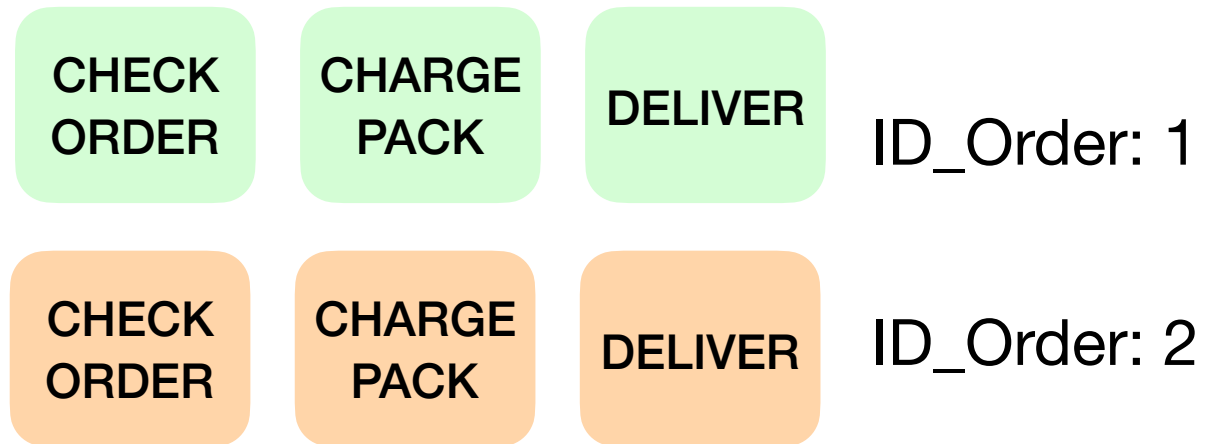 CHECK
ORDER
CHARGE
PACK
DELIVER
ID_Order: 1
CHECK
ORDER
CHARGE
PACK
DELIVER
ID_Order: 2